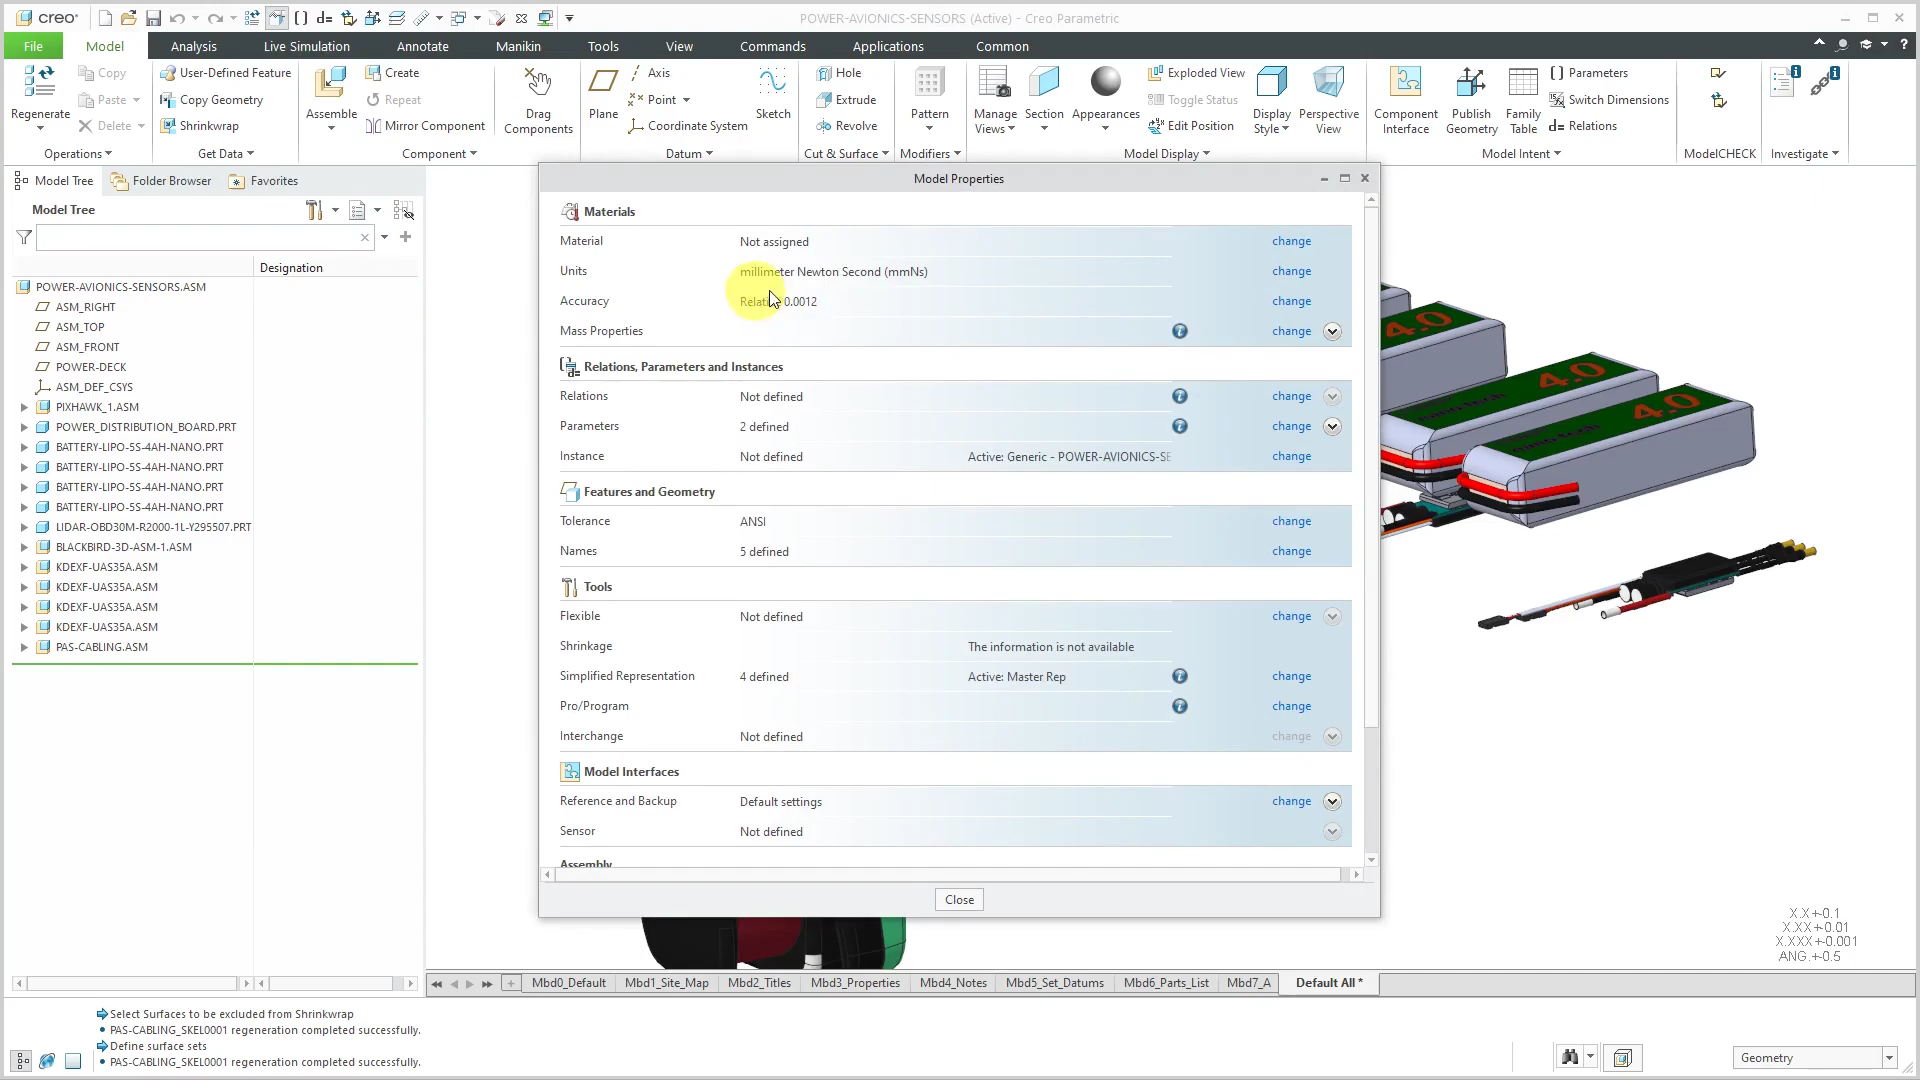 creo·
POWER-AVIONICS-SENSORS (Active) - Creo Parametric
File Model Analysis Live Simulation Annotate Manikin Tools View Commands Applications Common
Regenerate
Copy
Paste
Delete
Operations
User-Defined Feature
Copy Geometry
Shrinkwrap
Get Data
Assemble
Create
Repeat
Mirror Component
Component
Drag
Components
Plane
Axis
Point
Coordinate System
Sketch
Datum
Hole
Extrude
Revolve
Cut & Surface
Pattern
Modifiers
Manage
Views
Section
Appearances
Exploded View
Toggle Status
Edit Position
Display
Style
Perspective
View
Model Display
Component
Interface
Publish
Geometry
Family
Table
Parameters
Switch Dimensions
d= Relations
Model Intent
ModelCHECK
Investigate
Model Tree Folder Browser Favorites
Model Tree
Designation
POWER-AVIONICS-SENSORS.ASM
ASM_RIGHT
ASM_TOP
ASM_FRONT
POWER-DECK
ASM_DEF_CSYS
PIXHAWK_1.ASM
POWER_DISTRIBUTION_BOARD.PRT
BATTERY-LIPO-5S-4AH-NANO.PRT
BATTERY-LIPO-5S-4AH-NANO.PRT
BATTERY-LIPO-5S-4AH-NANO.PRT
BATTERY-LIPO-5S-4AH-NANO.PRT
LIDAR-OBD30M-R2000-1L-Y295507.PRT
BLACKBIRD-3D-ASM-1.ASM
KDEXF-UAS35A.ASM
KDEXF-UAS35A.ASM
KDEXF-UAS35A.ASM
KDEXF-UAS35A.ASM
PAS-CABLING.ASM
Model Properties
Materials
Material Not assigned change
Units millimeter Newton Second (mmNs) change
Accuracy Relati 0.0012 change
Mass Properties change
Relations, Parameters and Instances
Relations Not defined change
Parameters 2 defined change
Instance Not defined Active: Generic - POWER-AVIONICS-SE change
Features and Geometry
Tolerance ANSI change
Names 5 defined change
Tools
Flexible Not defined change
Shrinkage The information is not available
Simplified Representation 4 defined Active: Master Rep change
Pro/Program change
Interchange Not defined change
Model Interfaces
Reference and Backup Default settings change
Sensor Not defined
Assembly
Close
4.0
4.0
4.0
X.X+-0.1
X.XX+-0.01
X.XXX+-0.001
ANG.+-0.5
Mbd0_Default Mbd1_Site_Map Mbd2_Titles Mbd3_Properties Mbd4_Notes Mbd5_Set_Datums Mbd6_Parts_List Mbd7_A Default All *
Select Surfaces to be excluded from Shrinkwrap
• PAS-CABLING_SKEL0001 regeneration completed successfully.
Define surface sets
• PAS-CABLING_SKEL0001 regeneration completed successfully.
Geometry